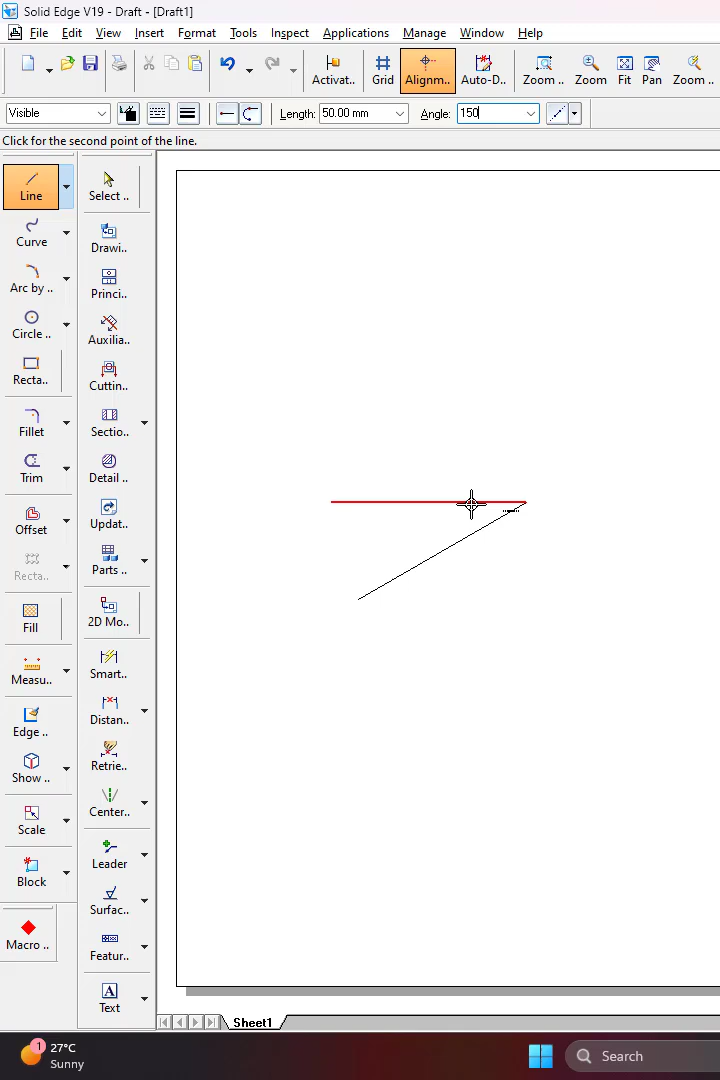 Solid Edge V19 - Draft - [Draft1]
File Edit View Insert Format Tools Inspect Applications Manage Window Help
Activat.. Grid Alignm.. Auto-D.. Zoom .. Zoom Fit Pan Zoom ..
Visible Length: 50.00 mm Angle: 150
Click for the second point of the line.
Line
Curve
Arc by ..
Circle ..
Recta..
Fillet
Trim
Offset
Recta..
Fill
Measu..
Edge ..
Show ..
Scale
Block
Macro ..
Select ..
Drawi..
Princi..
Auxilia..
Cuttin..
Sectio..
Detail ..
Updat..
Parts ..
2D Mo..
Smart..
Distan..
Retrie..
Center..
Leader
Surfac..
Featur..
A
Text
Sheet1
1
27°C
Sunny
Search